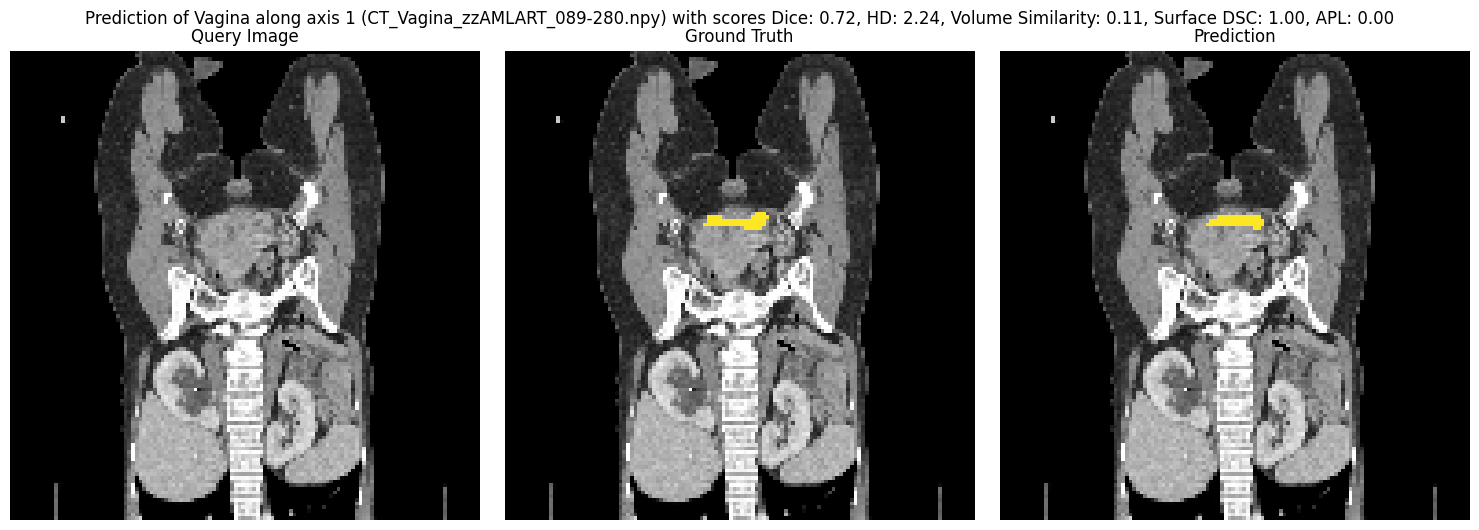 Prediction of Vagina along axis 1 (CT_Vagina_zzAMLART_089-280.npy) with scores Dice: 0.72, HD: 2.24, Volume Similarity: 0.11, Surface DSC: 1.00, APL: 0.00
Query Image
Ground Truth
Prediction